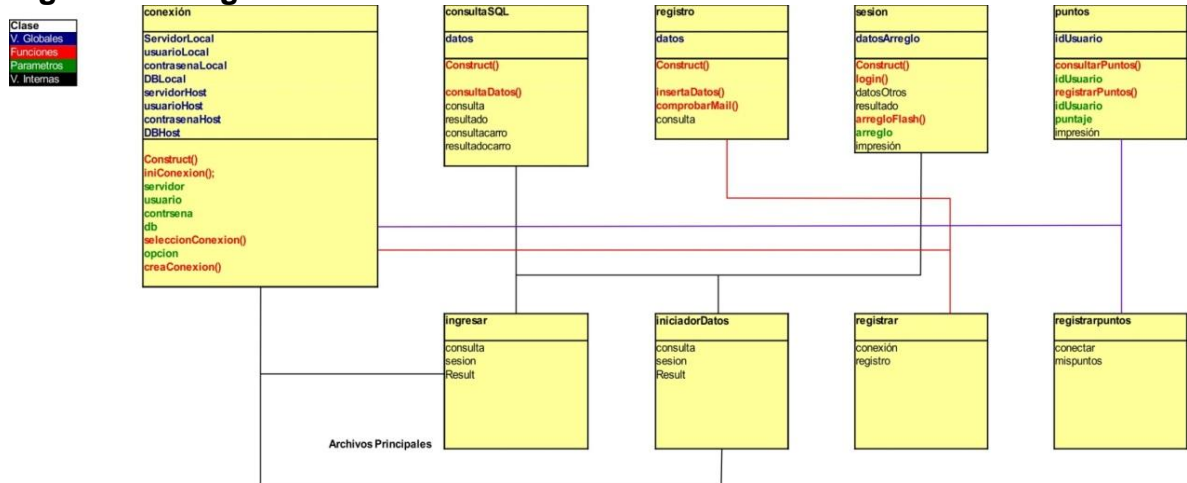 Clase
V. Globales
Funciones
Parametros
V. Internas
conexión
ServidorLocal
usuarioLocal
contrasenaLocal
DBLocal
servidorHost
usuarioHost
contrasenaHost
DBHost
Construct()
iniConexion();
servidor
usuario
contrsena
db
seleccionConexion()
opcion
creaConexion()
consultaSQL
datos
Construct()
consultaDatos()
consulta
resultado
consultacarro
resultadocarro
registro
datos
Construct()
insertaDatos()
comprobarMail()
consulta
sesion
datosArreglo
Construct()
login()
datosOtros
resultado
arregloFlash()
arreglo
impresión
puntos
idUsuario
consultarPuntos()
idUsuario
registrarPuntos()
idUsuario
puntaje
impresión
ingresar
consulta
sesion
Result
iniciadorDatos
consulta
sesion
Result
registrar
conexión
registro
registrarpuntos
conectar
mispuntos
Archivos Principales